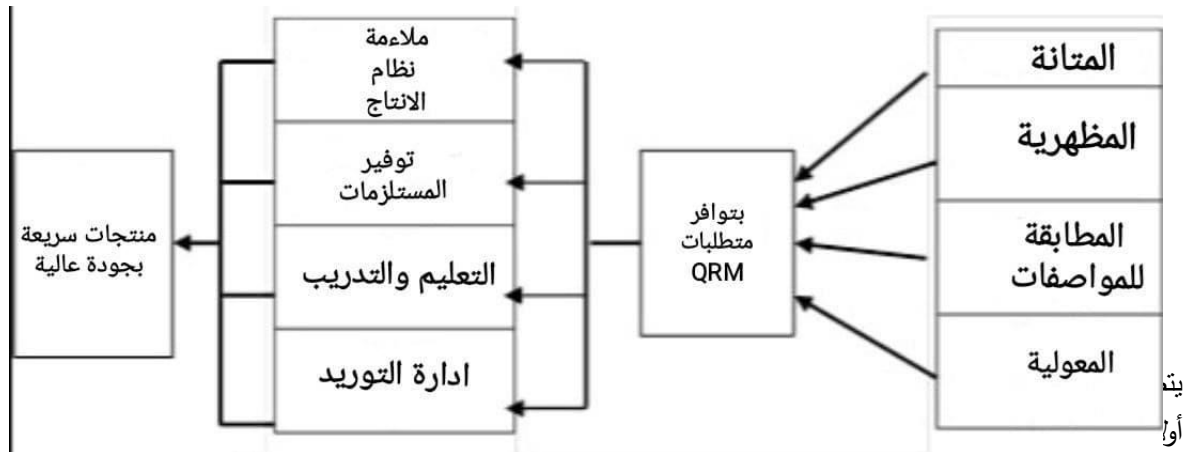 المتانة
المظهرية
المطابقة
للمواصفات
المعولية
بتوافر
متطلبات
QRM
ملاءمة
نظام
الانتاج
توفير
المستلزمات
التعليم والتدريب
ادارة التوريد
منتجات سريعة
بجودة عالية